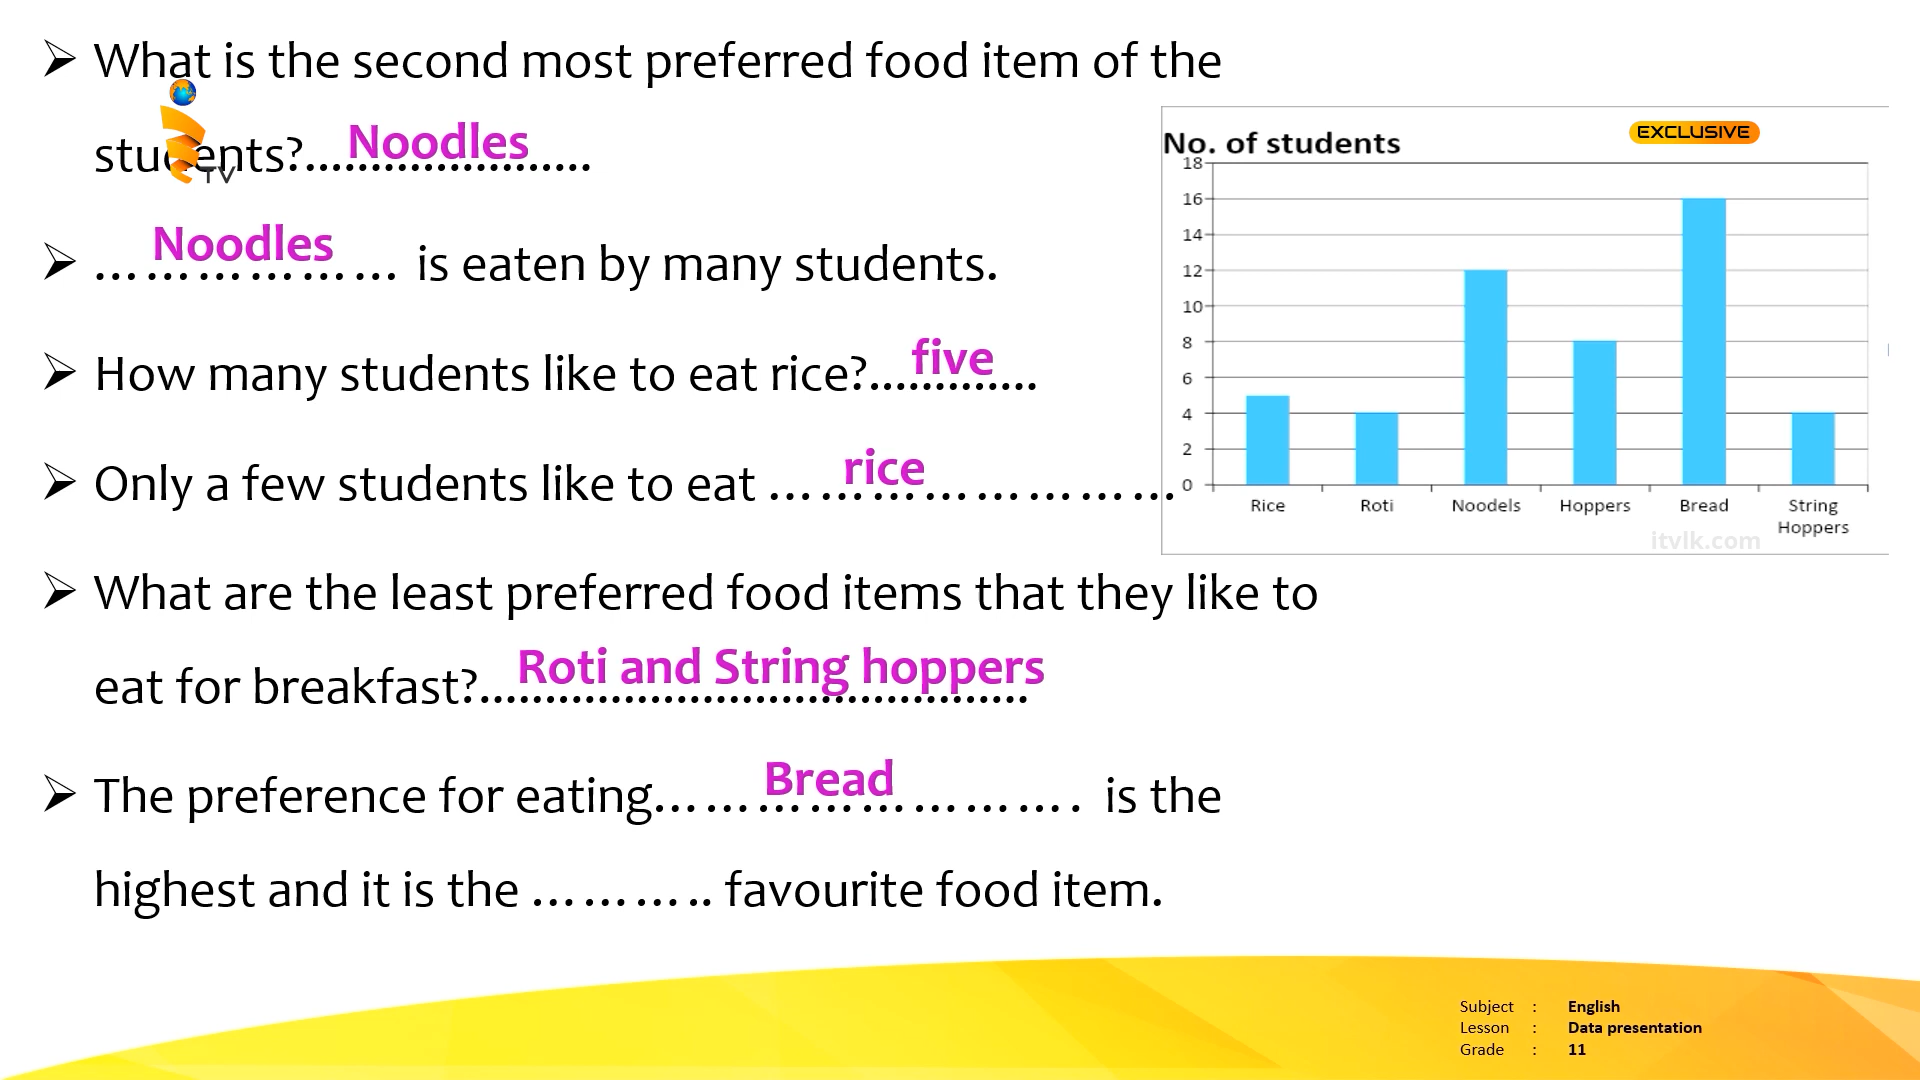 ➢ What is the second most preferred food item of the
students?...................... Noodles
TV
➢ ……………… Noodles is eaten by many students.
➢ How many students like to eat rice?............. five
➢ Only a few students like to eat …………………… rice
➢ What are the least preferred food items that they like to
eat for breakfast?.......................................... Roti and String hoppers
➢ The preference for eating……………………. Bread is the
highest and it is the ……….. favourite food item.
EXCLUSIVE
No. of students
18
16
14
12
10
8
6
4
2
0
Rice Roti Noodels Hoppers Bread String
Hoppers
itvlk.com
Subject : English
Lesson : Data presentation
Grade : 11